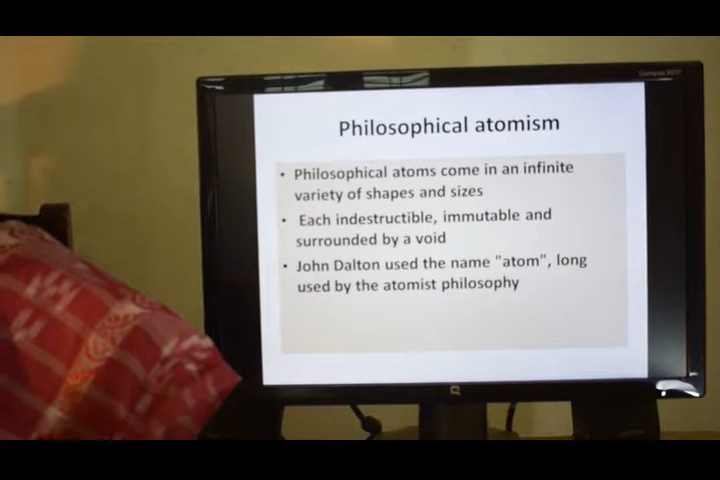 Philosophical atomism
• Philosophical atoms come in an infinite
variety of shapes and sizes
• Each indestructible, immutable and
surrounded by a void
• John Dalton used the name "atom", long
used by the atomist philosophy